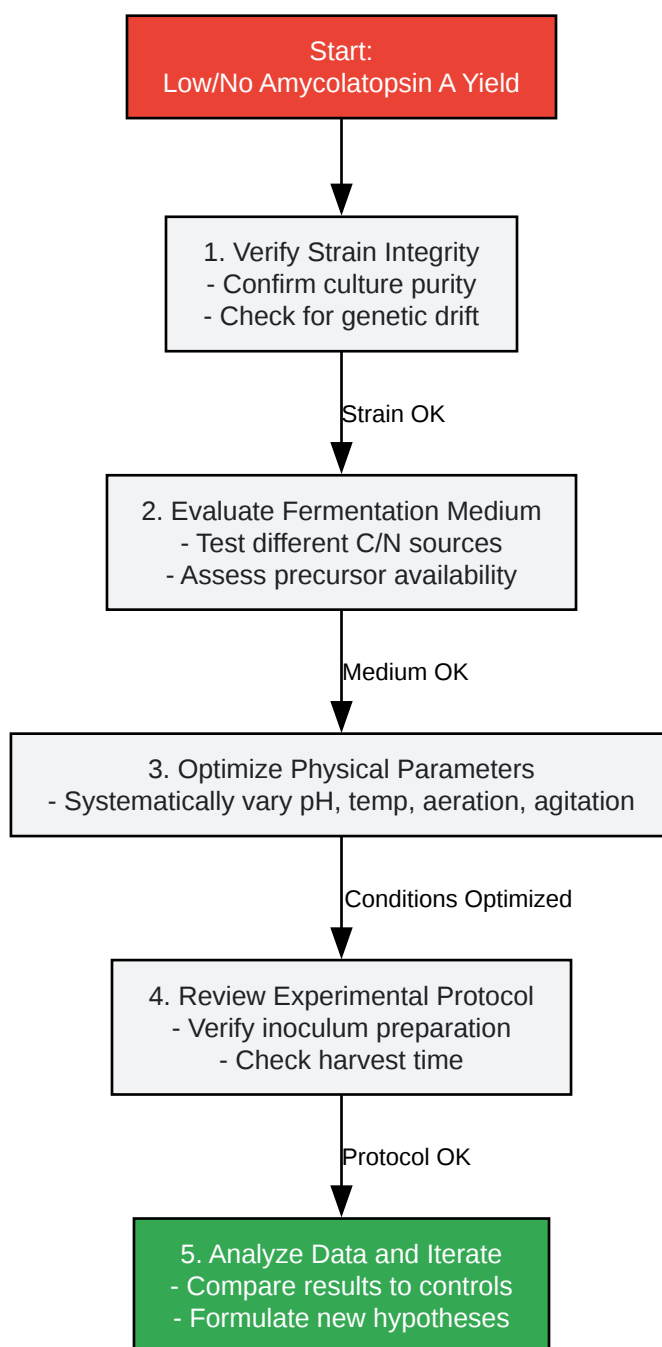 Start:
Low/No Amycolatopsin A Yield
1. Verify Strain Integrity
- Confirm culture purity
- Check for genetic drift
Strain OK
2. Evaluate Fermentation Medium
- Test different C/N sources
- Assess precursor availability
Medium OK
3. Optimize Physical Parameters
- Systematically vary pH, temp, aeration, agitation
Conditions Optimized
4. Review Experimental Protocol
- Verify inoculum preparation
- Check harvest time
Protocol OK
5. Analyze Data and Iterate
- Compare results to controls
- Formulate new hypotheses